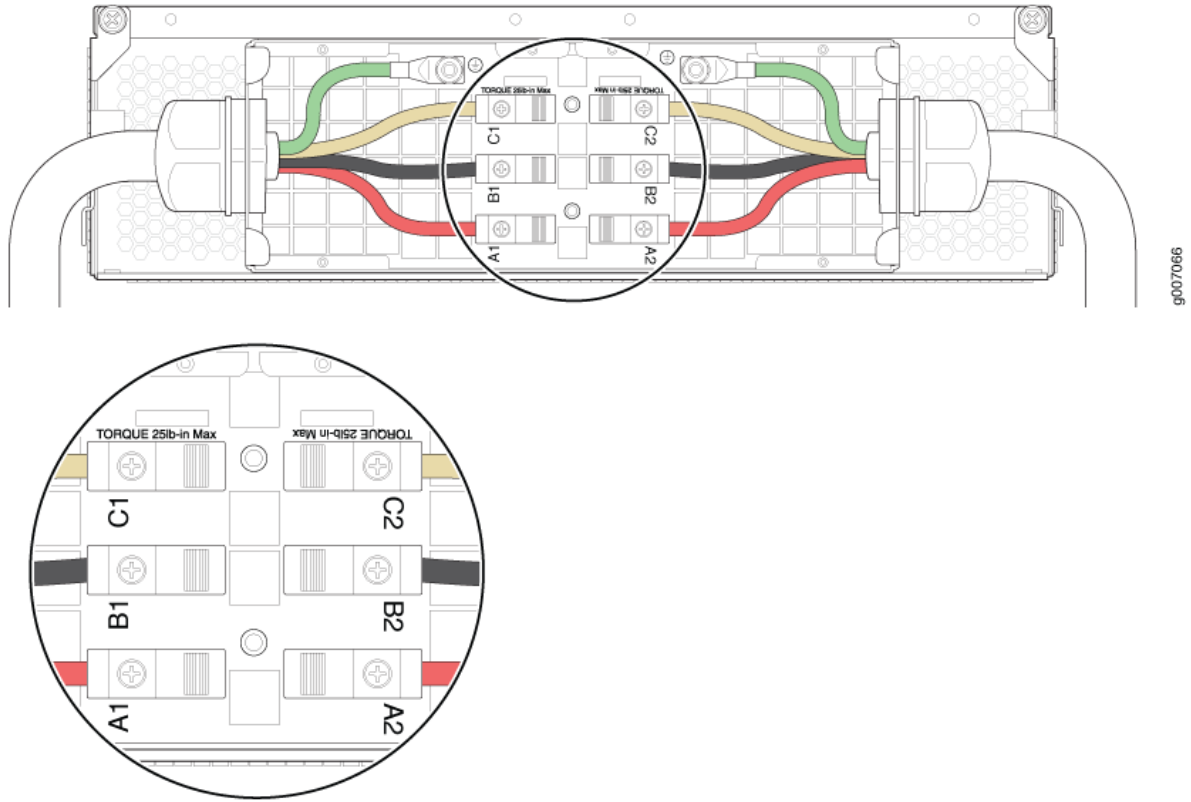 TORQUE 25lb-in Max
TORQUE 25lb-in Max
C1
C2
B1
B2
A1
A2
g007066
TORQUE 25lb-in Max
TORQUE 25lb-in Max
C1
C2
B1
B2
A1
A2